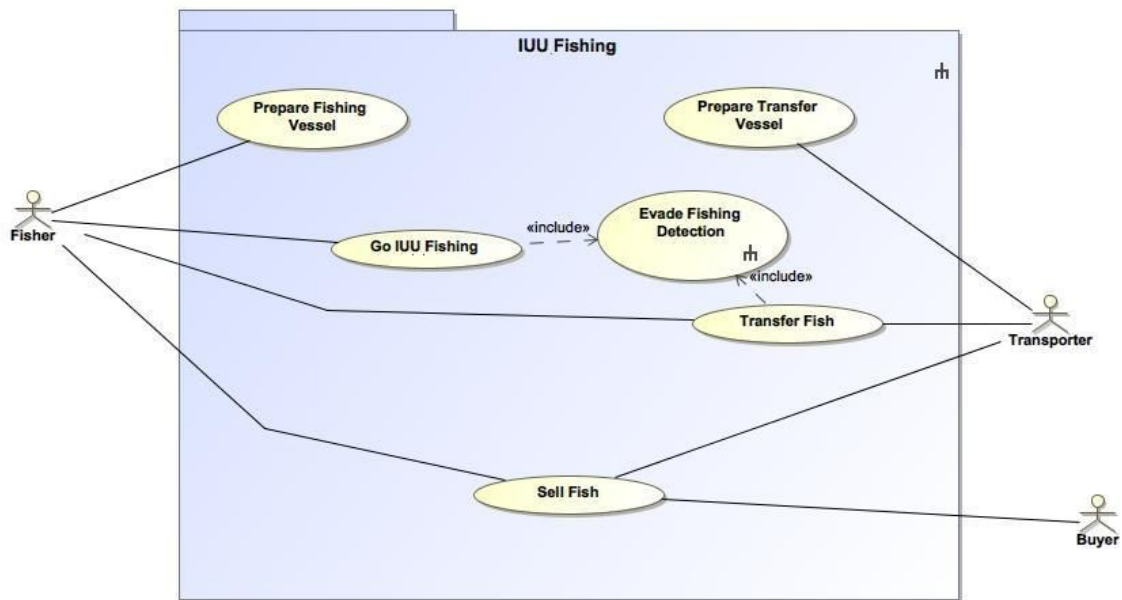 IUU Fishing
Prepare Fishing
Vessel
Prepare Transfer
Vessel
Evade Fishing
Detection
«include»
Go IUU Fishing
«include»
Fisher
Transfer Fish
Transporter
Sell Fish
Buyer